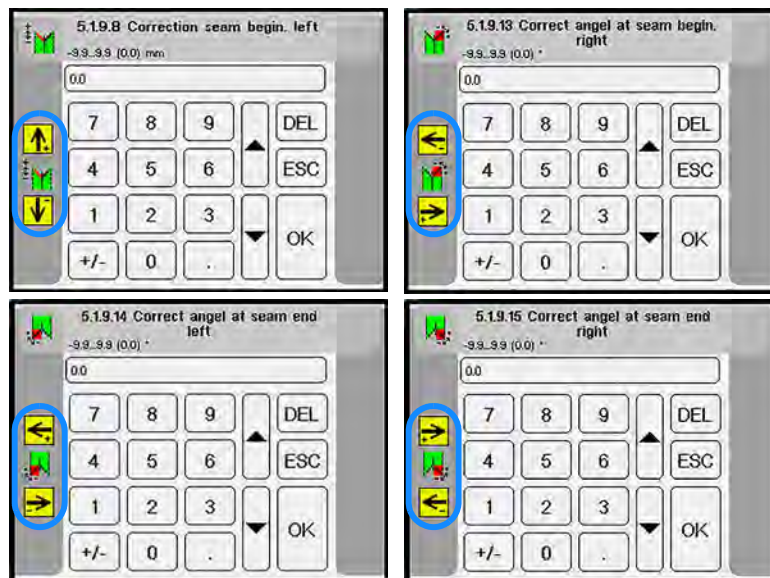 5.1.9.8 Correction seam begin. left
-9.9...9.9 (0.0) mm
0.0
7 8 9 DEL
4 5 6 ESC
1 2 3
OK
+/- 0 .
5.1.9.13 Correct angel at seam begin.
right
-9.9...9.9 (0.0) °
0.0
7 8 9 DEL
4 5 6 ESC
1 2 3
OK
+/- 0 .
5.1.9.14 Correct angel at seam end
left
-9.9...9.9 (0.0) °
0.0
7 8 9 DEL
4 5 6 ESC
1 2 3
OK
+/- 0 .
5.1.9.15 Correct angel at seam end
right
-9.9...9.9 (0.0) °
0.0
7 8 9 DEL
4 5 6 ESC
1 2 3
OK
+/- 0 .